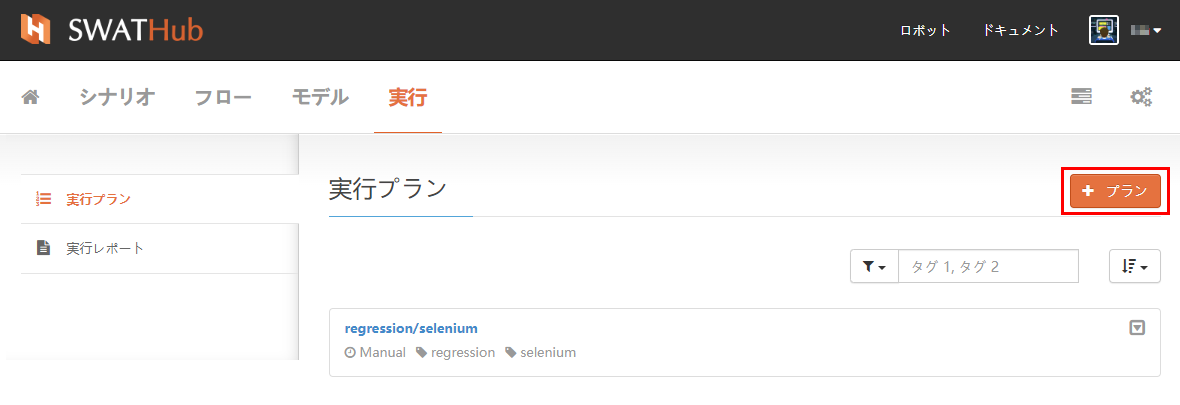 SWATHub
ロボット ドキュメント
シナリオ フロー モデル 実行
実行プラン
実行レポート
実行プラン
プラン
タグ 1, タグ 2
regression/selenium
Manual regression selenium